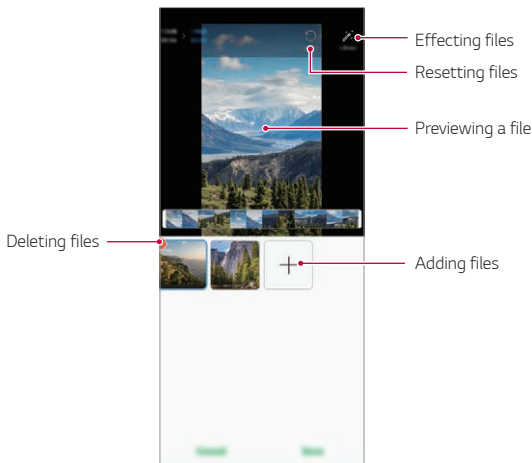 Effecting files
Resetting files
Previewing a file
Deleting files
Adding files